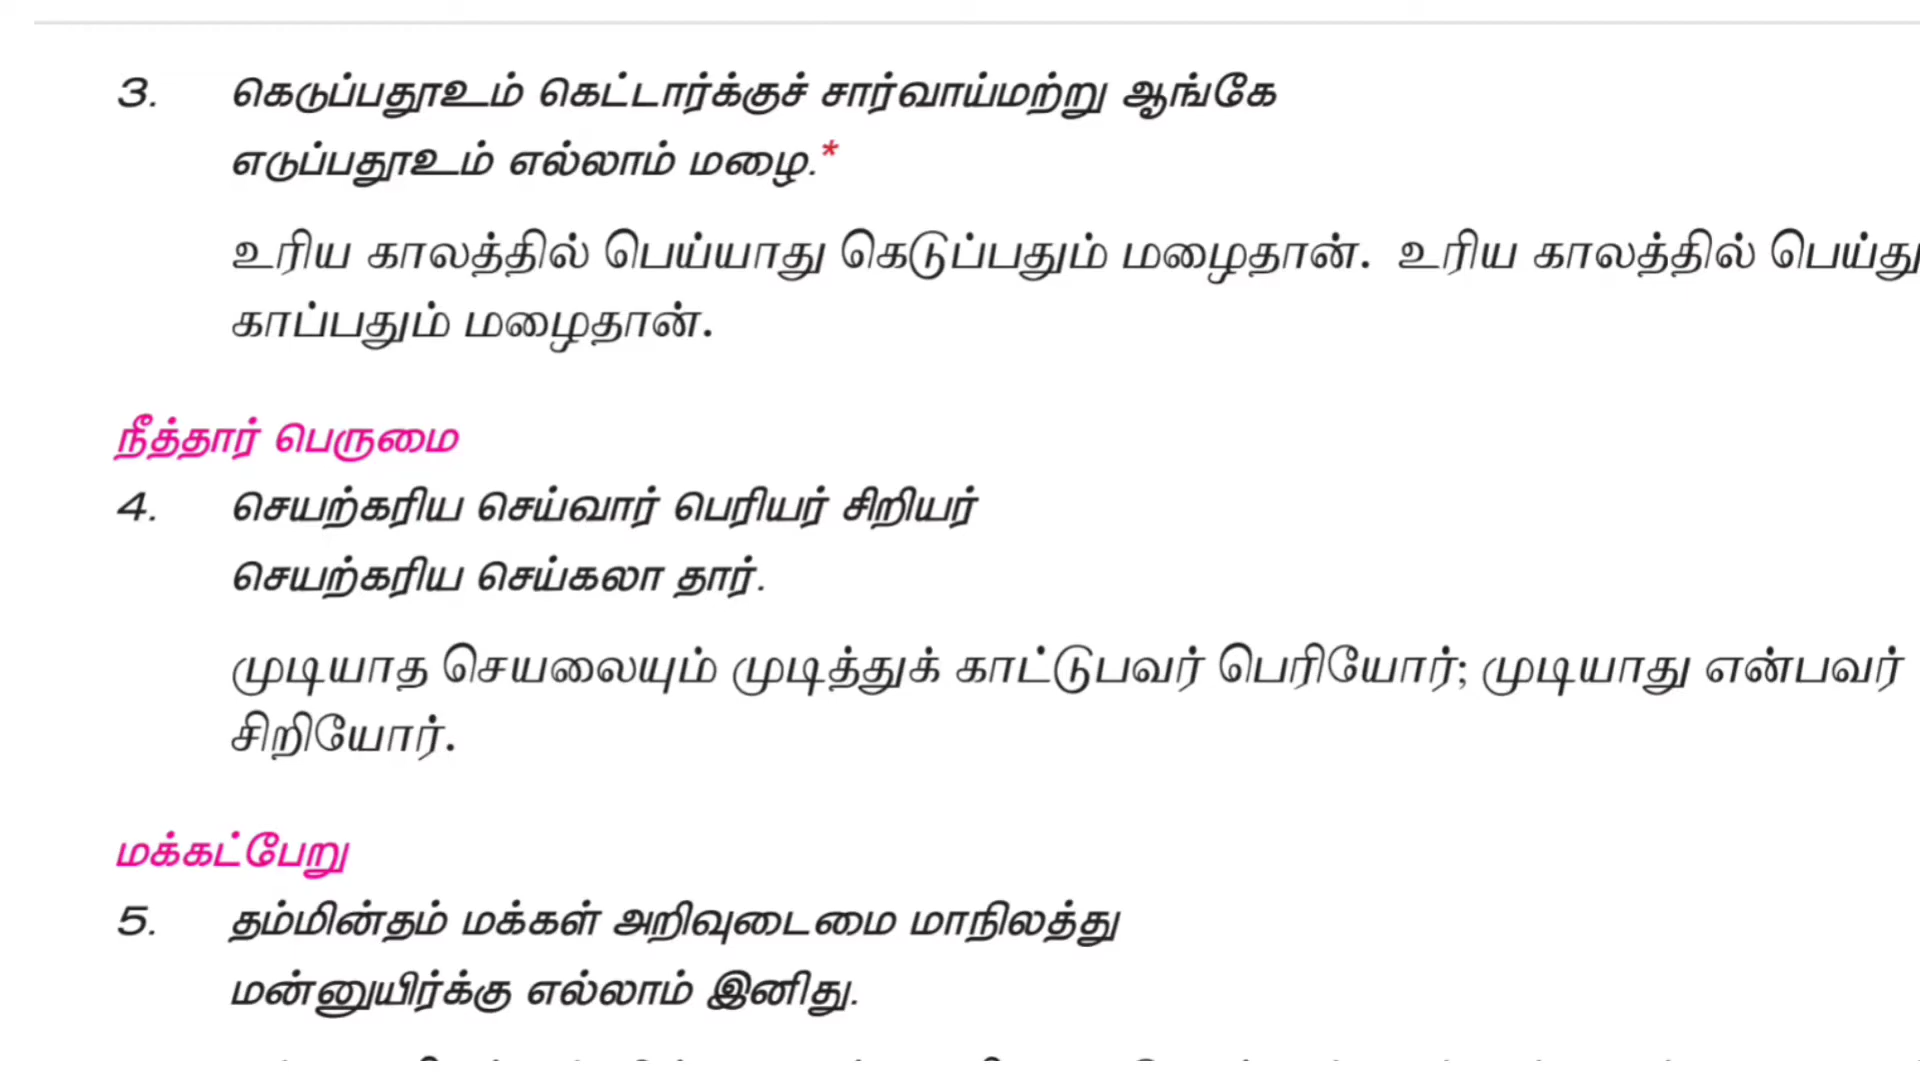 3. கெடுப்பதூஉம் கெட்டார்க்குச் சார்வாய்மற்று ஆங்கே
எடுப்பதூஉம் எல்லாம் மழை.*
உரிய காலத்தில் பெய்யாது கெடுப்பதும் மழைதான். உரிய காலத்தில் பெய்து
காப்பதும் மழைதான்.
நீத்தார் பெருமை
4. செயற்கரிய செய்வார் பெரியர் சிறியர்
செயற்கரிய செய்கலா தார்.
முடியாத செயலையும் முடித்துக் காட்டுபவர் பெரியோர்; முடியாது என்பவர்
சிறியோர்.
மக்கட்பேறு
5. தம்மின்தம் மக்கள் அறிவுடைமை மாநிலத்து
மன்னுயிர்க்கு எல்லாம் இனிது.